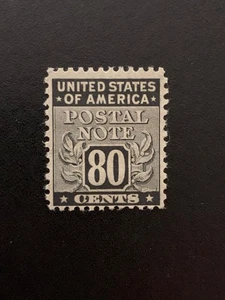 UNITED STATES
OF AMERICA
POSTAL
NOTE
80
CENTS